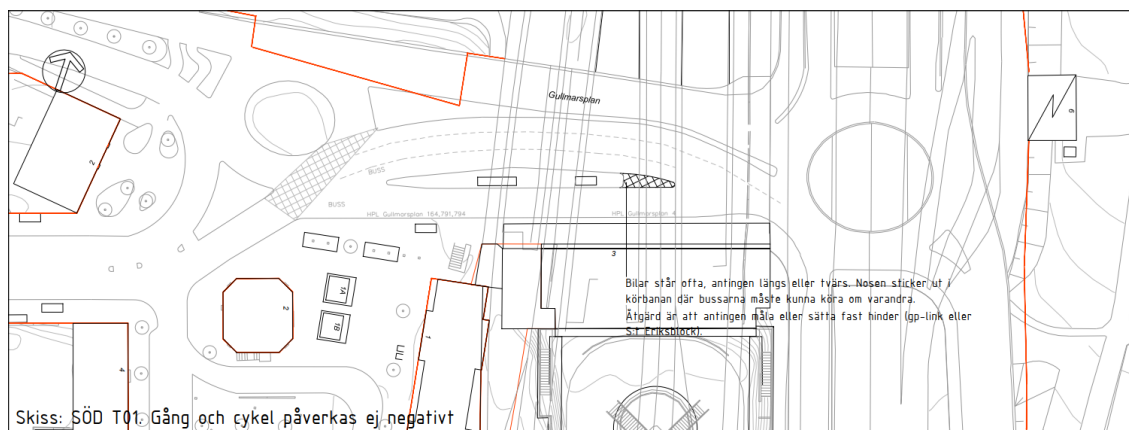 Gullmarsplan
6
2
BUSS
BUSS
HPL Gullmarsplan 164,791,794
HPL Gullmarsplan 4
3
Bilar står ofta, antingen längs eller tvärs. Nosen sticker ut i
körbanan där bussarna måste kunna köra om varandra.
Åtgärd är att antingen måla eller sätta fast hinder (gp-link eller
S:t Eriksblock).
1A
2
1B
1
LILI
4
Skiss: SÖD T01. Gång och cykel påverkas ej negativt